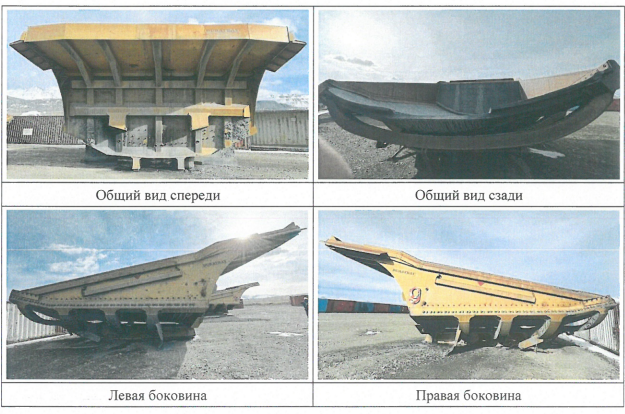 Общий вид спереди
Общий вид сзади
9
Левая боковина
Правая боковина